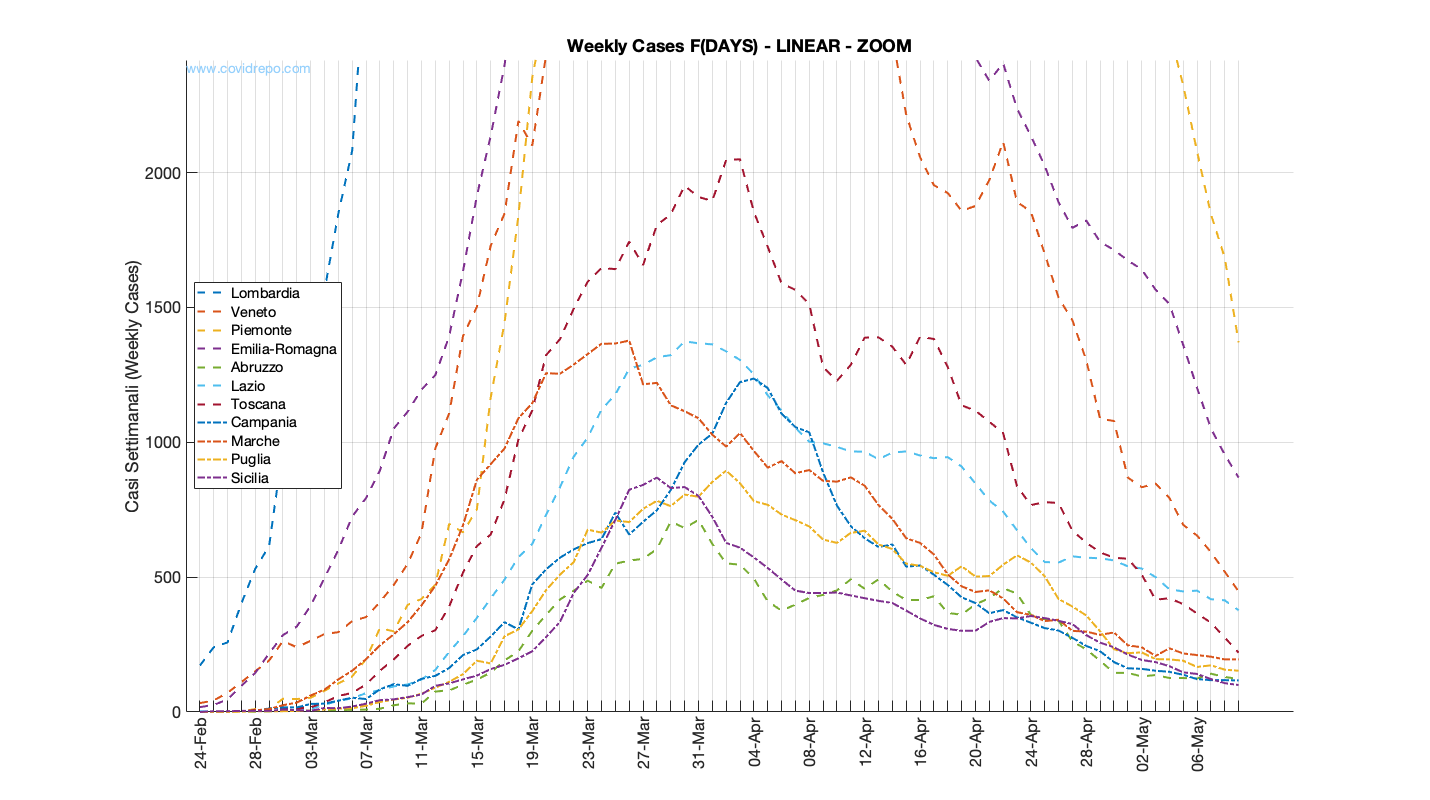 Weekly Cases F(DAYS) - LINEAR - ZOOM
www.covidrepo.com
Casi Settimanali (Weekly Cases)
2000
1500
1000
500
0
Lombardia
Veneto
Piemonte
Emilia-Romagna
Abruzzo
Lazio
Toscana
Campania
Marche
Puglia
Sicilia
24-Feb
28-Feb
03-Mar
07-Mar
11-Mar
15-Mar
19-Mar
23-Mar
27-Mar
31-Mar
04-Apr
08-Apr
12-Apr
16-Apr
20-Apr
24-Apr
28-Apr
02-May
06-May